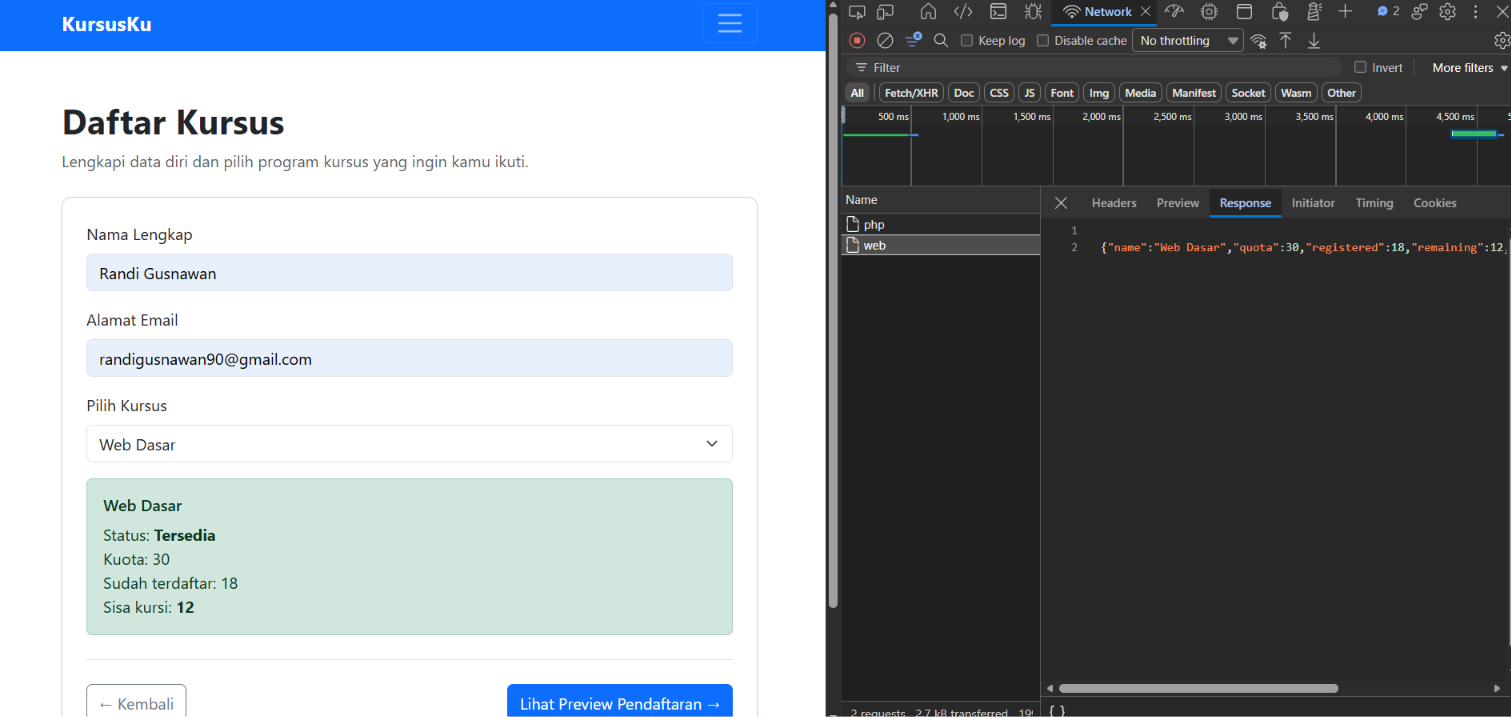 KursusKu
Daftar Kursus
Lengkapi data diri dan pilih program kursus yang ingin kamu ikuti.
Nama Lengkap
Randi Gusnawan
Alamat Email
randigusnawan90@gmail.com
Pilih Kursus
Web Dasar
Web Dasar
Status: Tersedia
Kuota: 30
Sudah terdaftar: 18
Sisa kursi: 12
← Kembali
Lihat Preview Pendaftaran →
Network
2
Keep log
Disable cache
No throttling
Filter
Invert
More filters
All Fetch/XHR Doc CSS JS Font Img Media Manifest Socket Wasm Other
500 ms 1,000 ms 1,500 ms 2,000 ms 2,500 ms 3,000 ms 3,500 ms 4,000 ms 4,500 ms 5
Name
php
web
Headers Preview Response Initiator Timing Cookies
1
2 {"name":"Web Dasar","quota":30,"registered":18,"remaining":12,
2 requests 2.7 kB transferred
{ }